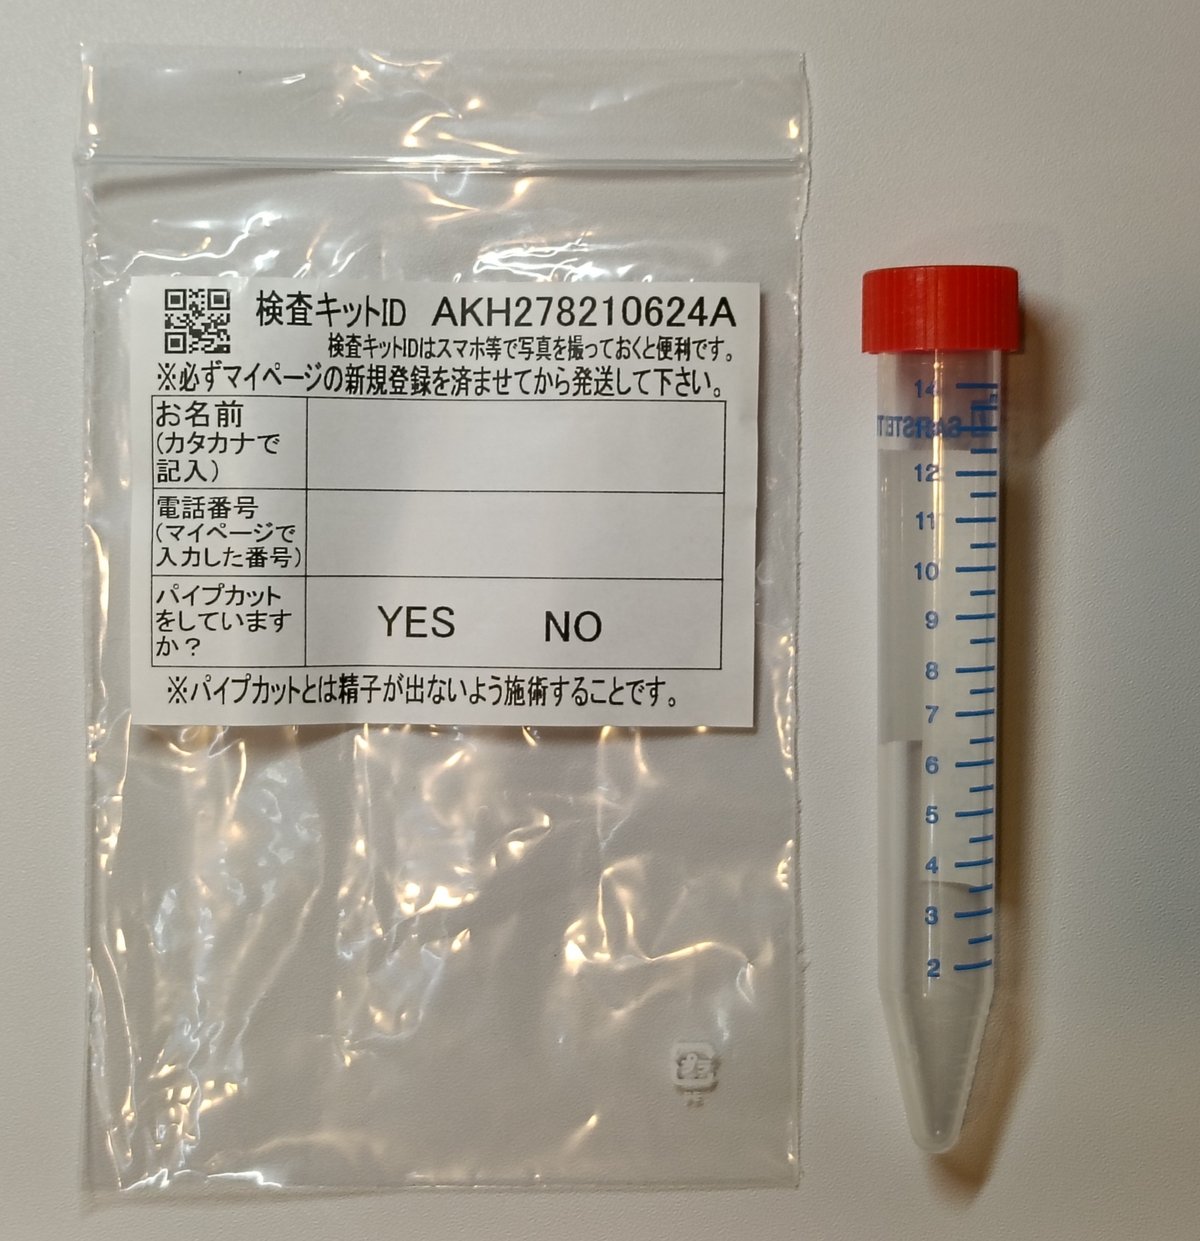 検査キットID AKH278210624A
検査キットIDはスマホ等で写真を撮っておくと便利です。
※必ずマイページの新規登録を済ませてから発送して下さい。
お名前
(カタカナで
記入)
電話番号
(マイページで
入力した番号)
パイプカット
をしています
か？
YES NO
※パイプカットとは精子が出ないよう施術することです。
プラ
PE
14
SARSTEDT
12
11
10
9
8
7
6
5
4
3
2